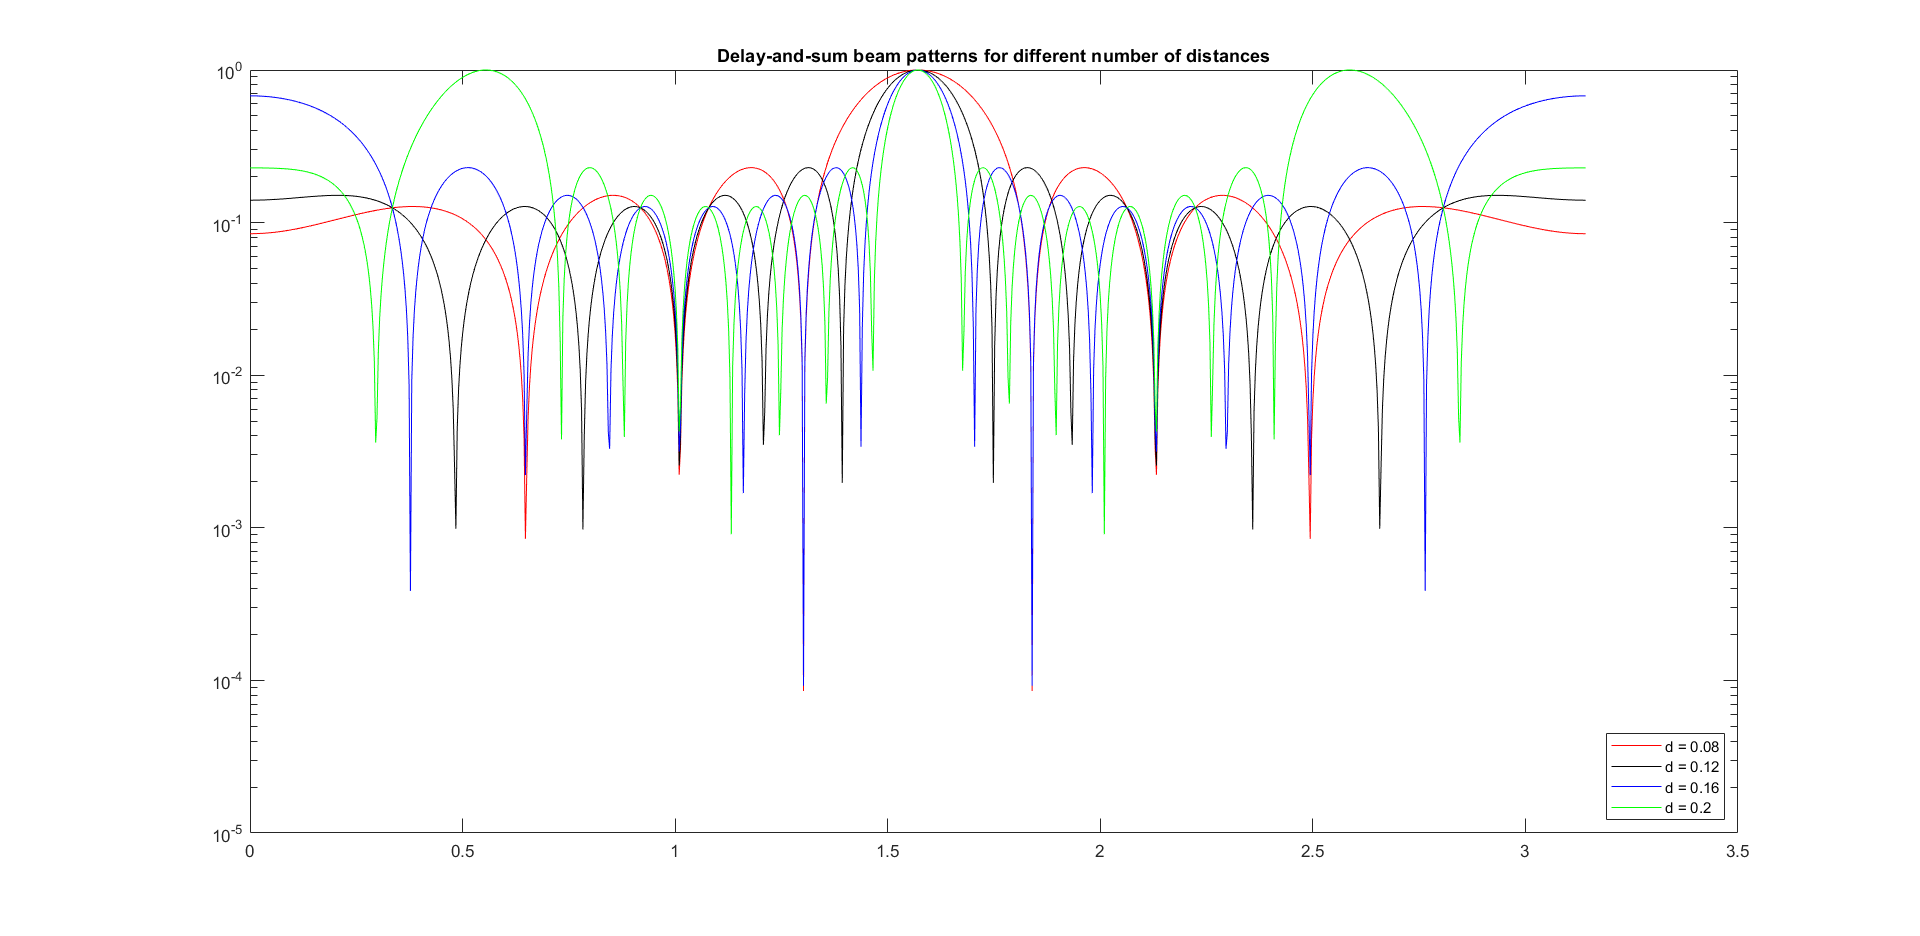 Delay-and-sum beam patterns for different number of distances
10^0
10^-1
10^-2
10^-3
10^-4
10^-5
0 0.5 1 1.5 2 2.5 3 3.5
d = 0.08
d = 0.12
d = 0.16
d = 0.2